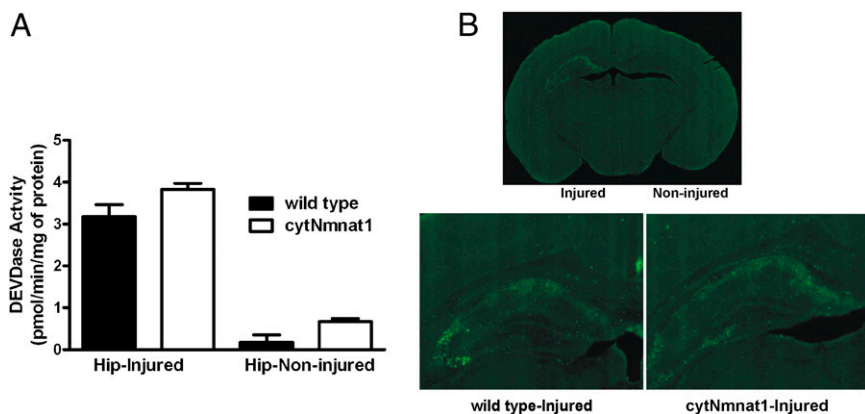 A
DEVDase Actvity
(pmol/min/mg of protein)
5
4
3
2
1
0
wild type
cytNmnat1
Hip-Injured
Hip-Non-injured
B
Injured
Non-injured
wild type-Injured
cytNmnat1-Injured